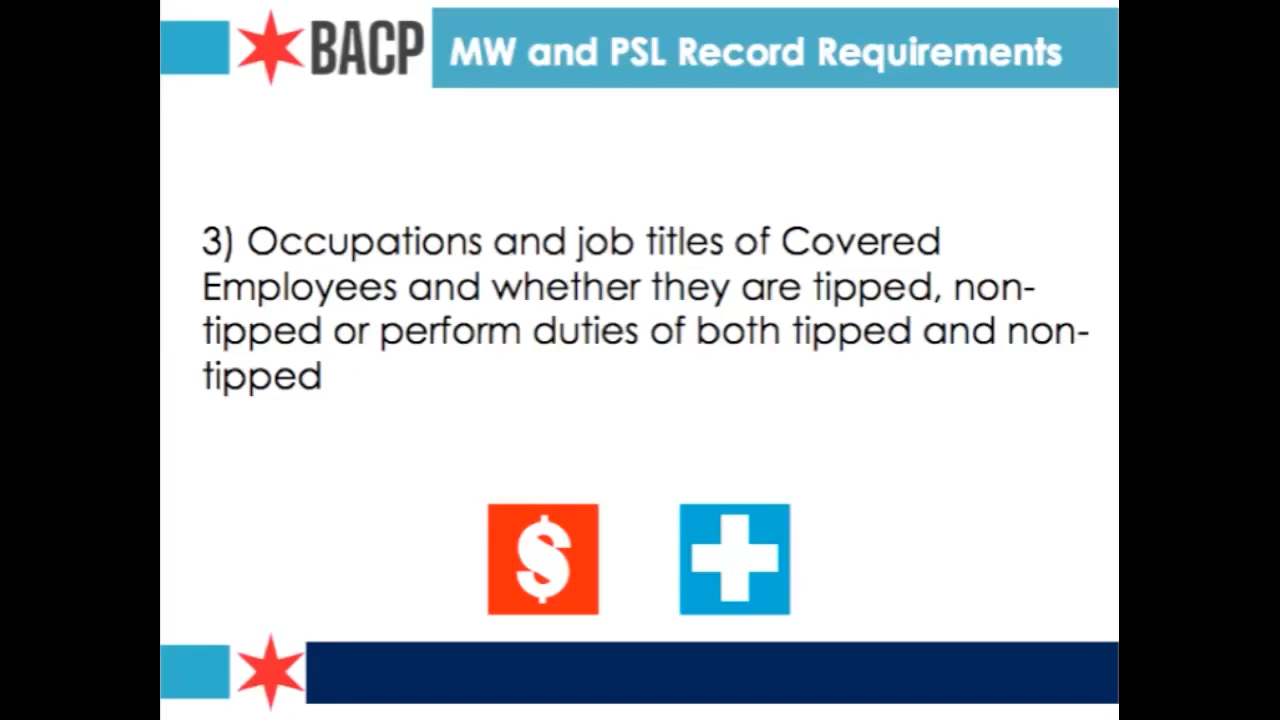 BACP
MW and PSL Record Requirements
3) Occupations and job titles of Covered
Employees and whether they are tipped, non-
tipped or perform duties of both tipped and non-
tipped
$